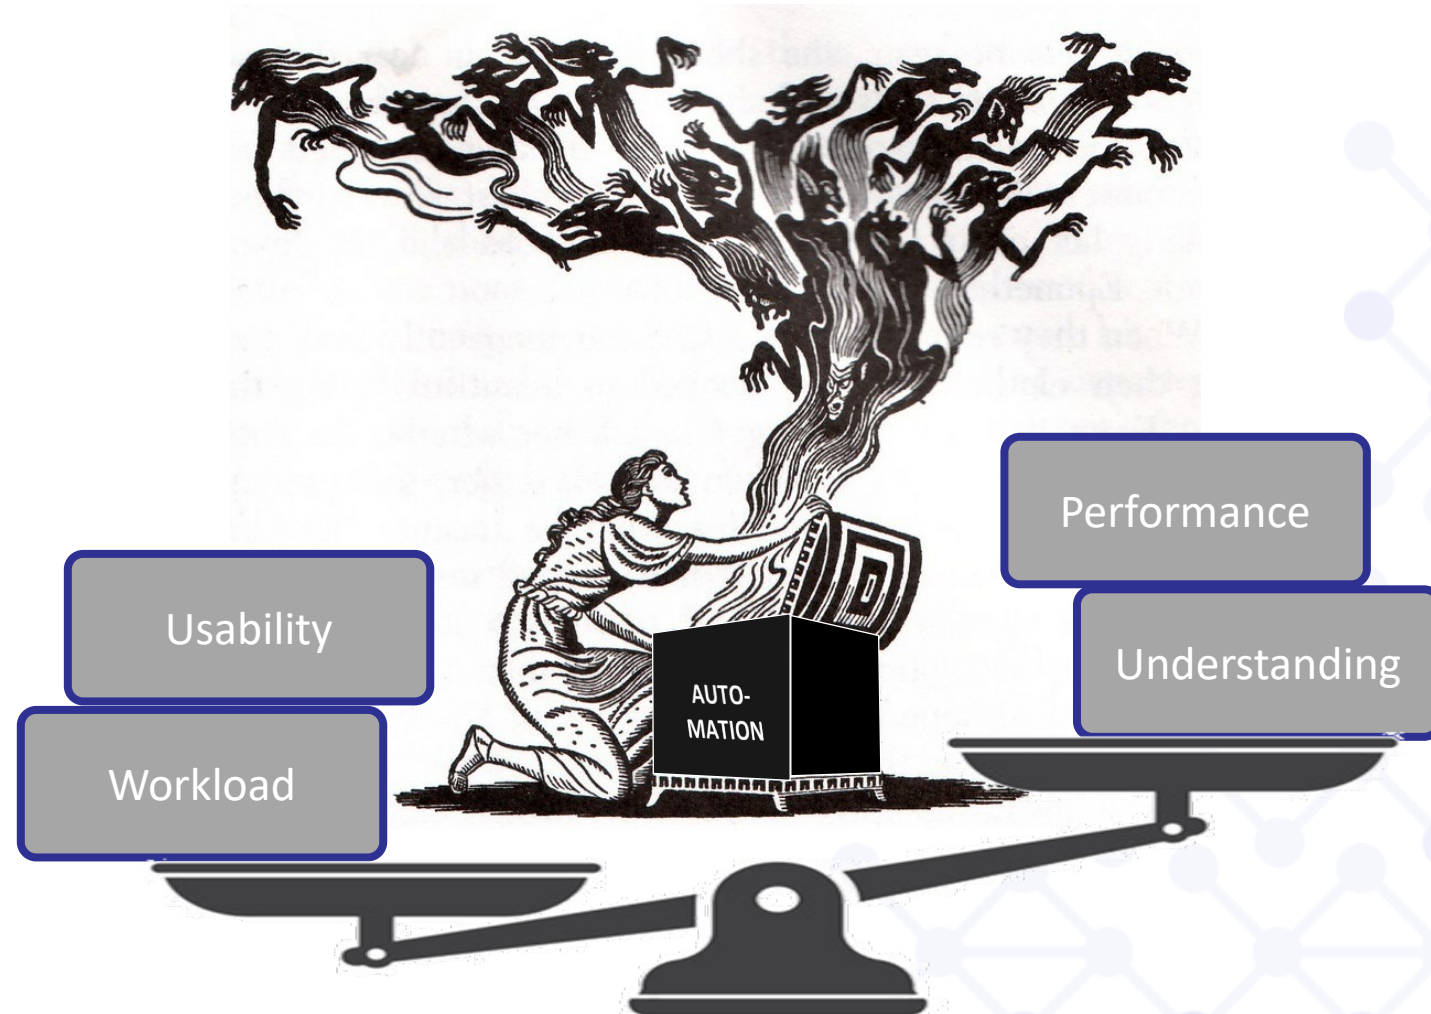 Performance
Usability
Understanding
AUTO-
MATION
Workload